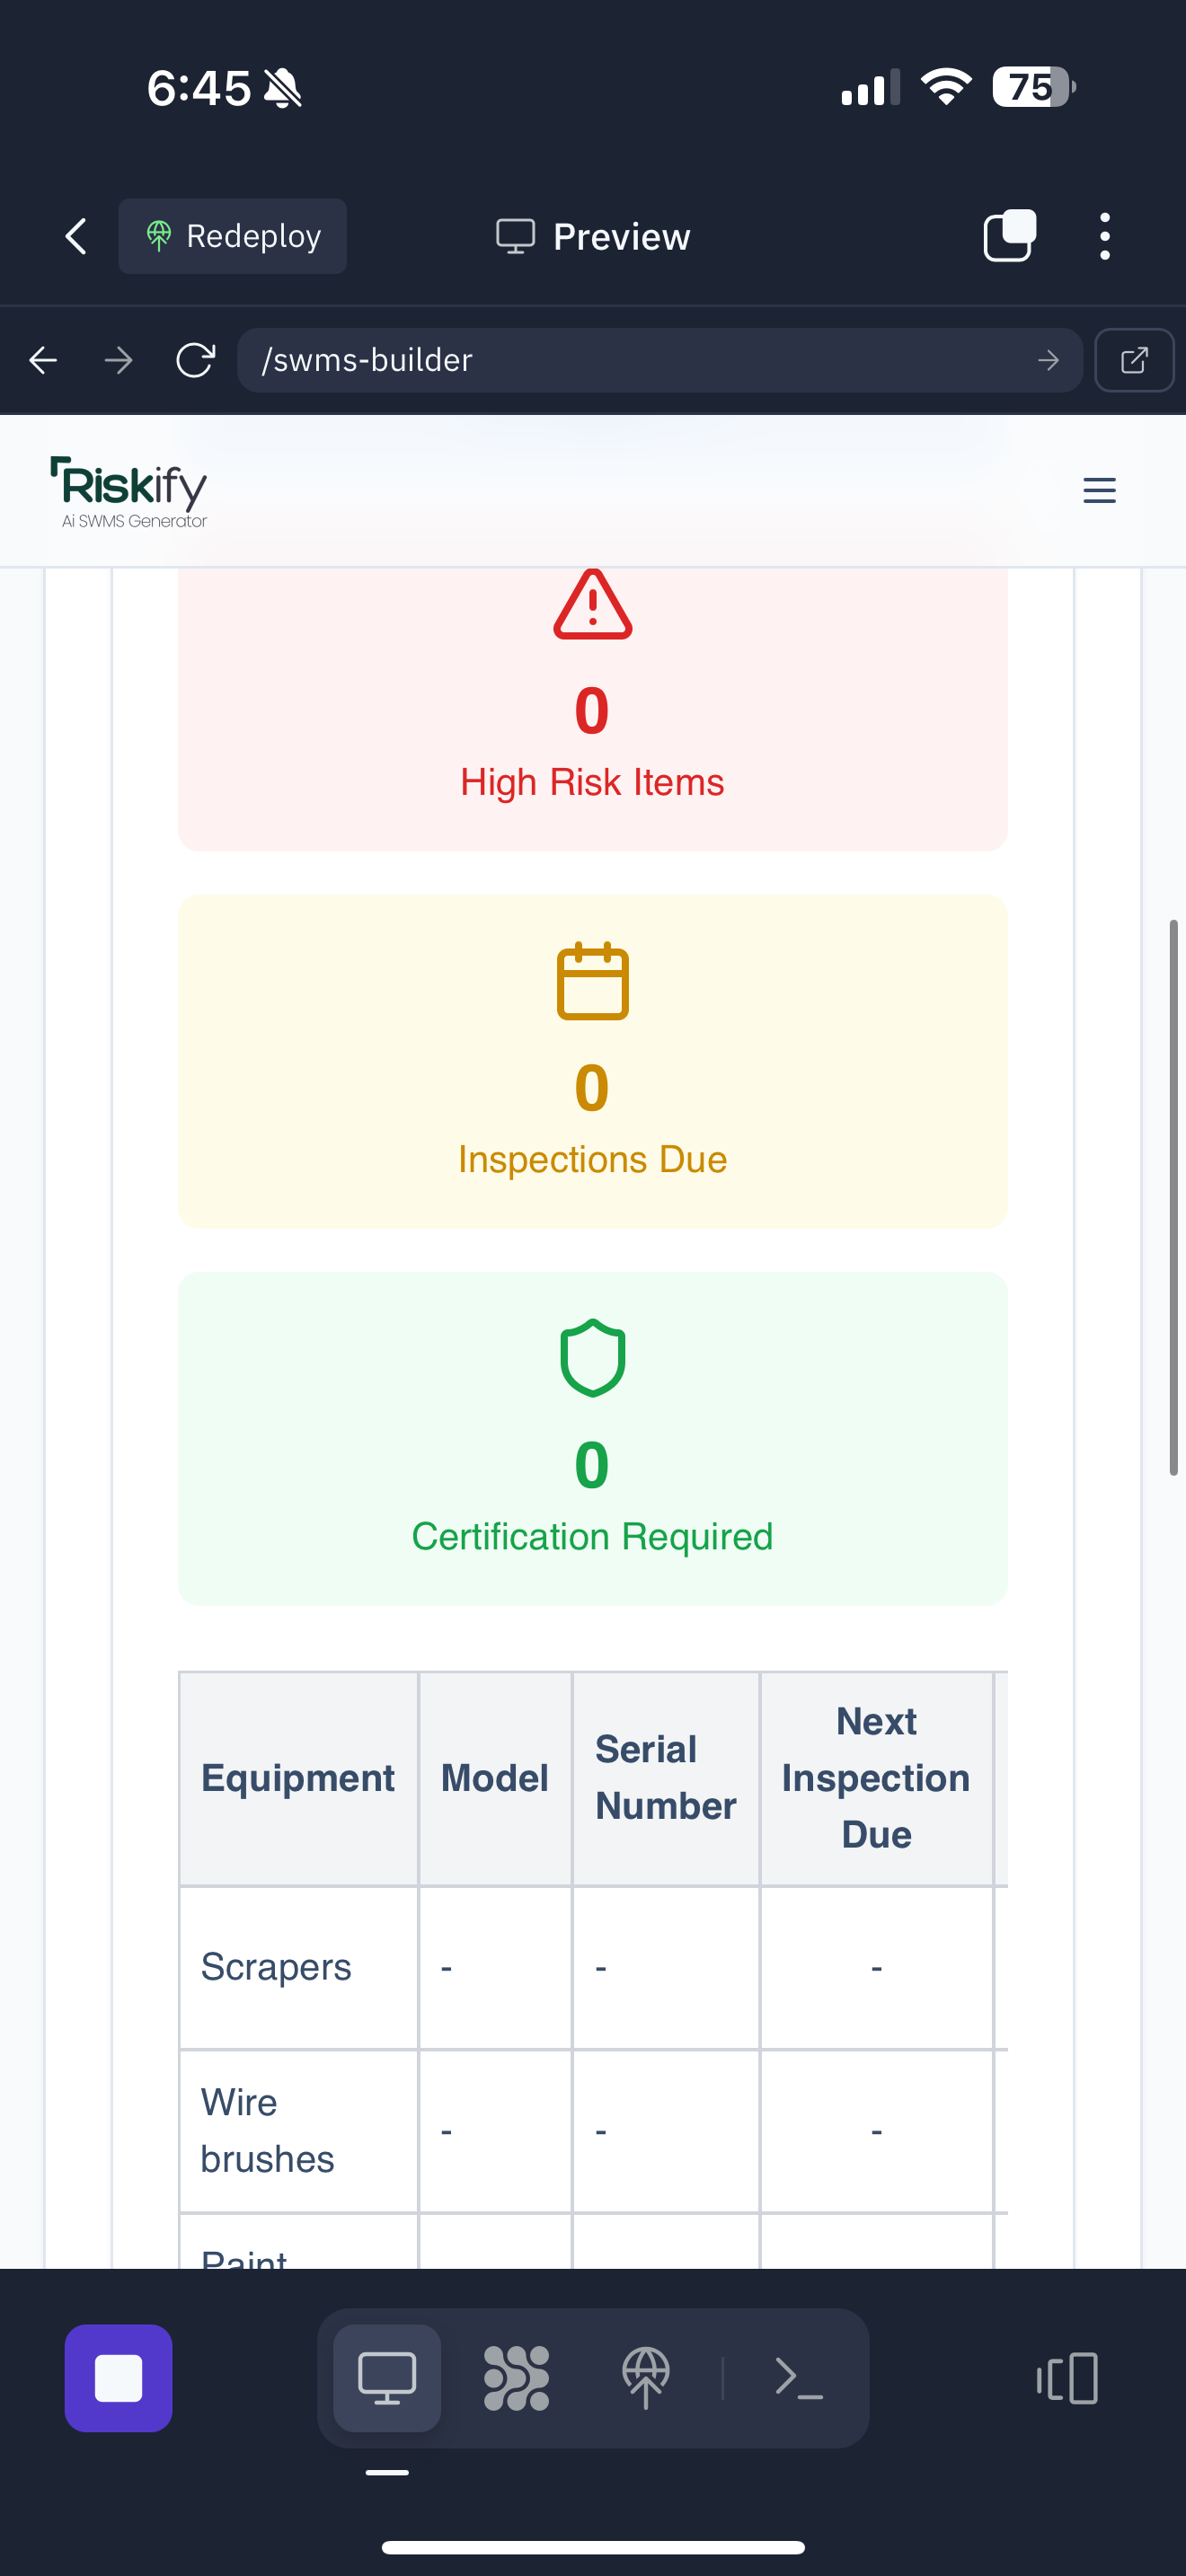 6:45
75
Redeploy
Preview
/swms-builder
Riskify
Ai SWMS Generator
0
High Risk Items
0
Inspections Due
0
Certification Required
Equipment Model Serial Number Next Inspection Due
Scrapers - - -
Wire brushes - - -
Paint